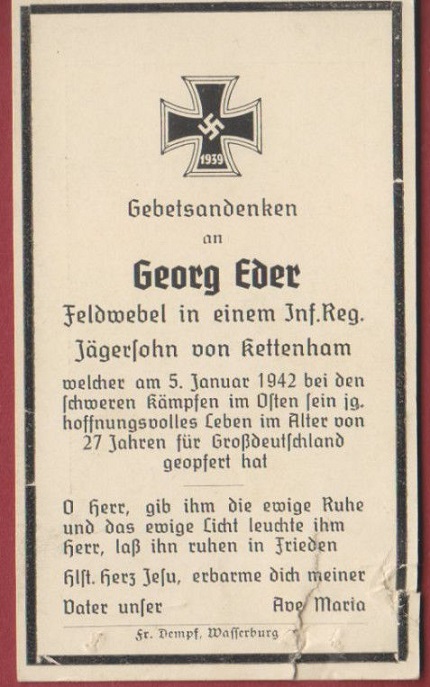 1939
Gebetsandenken
an
Georg Eder
Feldwebel in einem Inf.Reg.
Jägersohn von Kettenham
welcher am 5. Januar 1942 bei den
schweren Kämpfen im Osten sein jg.
hoffnungsvolles Leben im Alter von
27 Jahren für Großdeutschland
geopfert hat
O Herr, gib ihm die ewige Ruhe
und das ewige Licht leuchte ihm
Herr, laß ihn ruhen in Frieden
Hlst. Herz Jesu, erbarme dich meiner
Vater unser Ave Maria
Fr. Dempf, Wasserburg